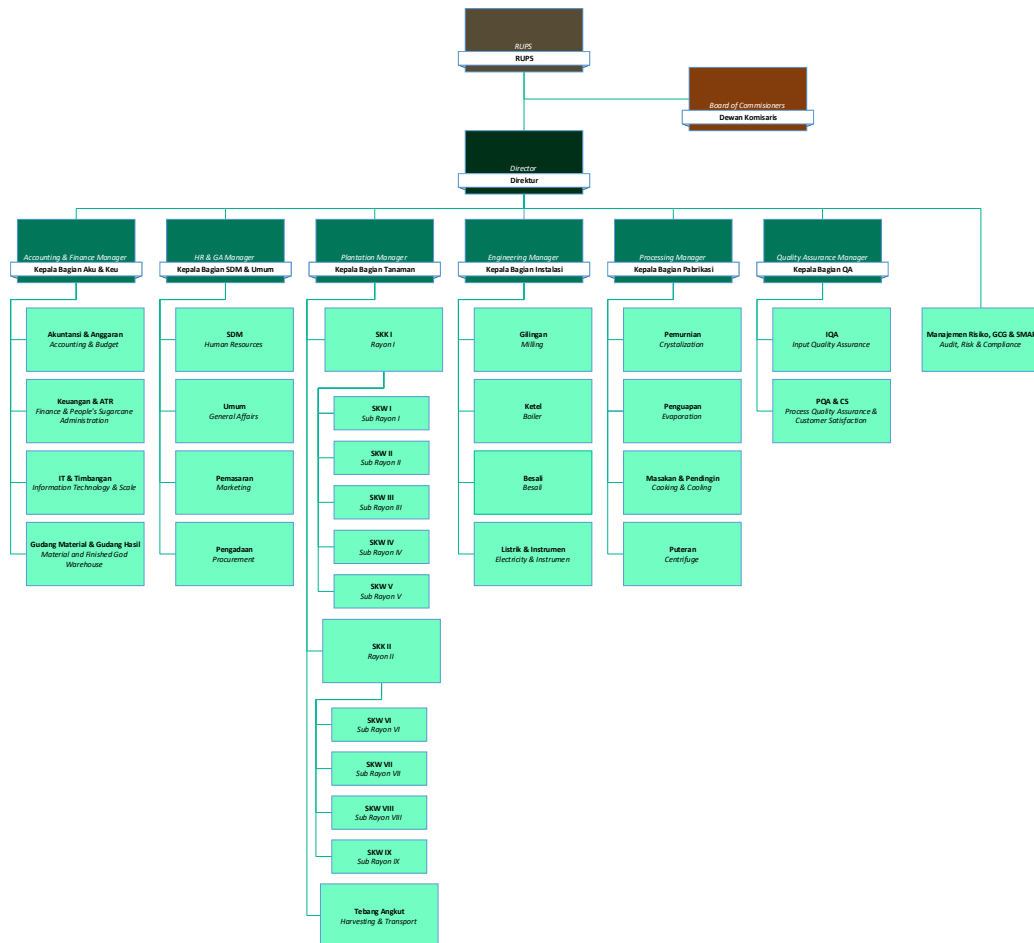 RUPS
RUPS
Board of Commisioners
Dewan Komisaris
Director
Direktur
Accounting & Finance Manager
Kepala Bagian Aku & Keu
HR & GA Manager
Kepala Bagian SDM & Umum
Plantation Manager
Kepala Bagian Tanaman
Engineering Manager
Kepala Bagian Instalasi
Processing Manager
Kepala Bagian Pabrikasi
Quality Assurance Manager
Kepala Bagian QA
Akuntansi & Anggaran
Accounting & Budget
Keuangan & ATR
Finance & People's Sugarcane
Administration
IT & Timbangan
Information Technology & Scale
Gudang Material & Gudang Hasil
Material and Finished God
Warehouse
SDM
Human Resources
Umum
General Affairs
Pemasaran
Marketing
Pengadaan
Procurement
SKK I
Rayon I
SKW I
Sub Rayon I
SKW II
Sub Rayon II
SKW III
Sub Rayon III
SKW IV
Sub Rayon IV
SKW V
Sub Rayon V
SKK II
Rayon II
SKW VI
Sub Rayon VI
SKW VII
Sub Rayon VII
SKW VIII
Sub Rayon VIII
SKW IX
Sub Rayon IX
Tebang Angkut
Harvesting & Transport
Gilingan
Milling
Ketel
Boiler
Besali
Besali
Listrik & Instrumen
Electricity & Instrumen
Pemurnian
Crystalization
Penguapan
Evaporation
Masakan & Pendingin
Cooking & Cooling
Puteran
Centrifuge
IQA
Input Quality Assurance
PQA & CS
Process Quality Assurance &
Customer Satisfaction
Manajemen Risiko, GCG & SMAP
Audit, Risk & Compliance